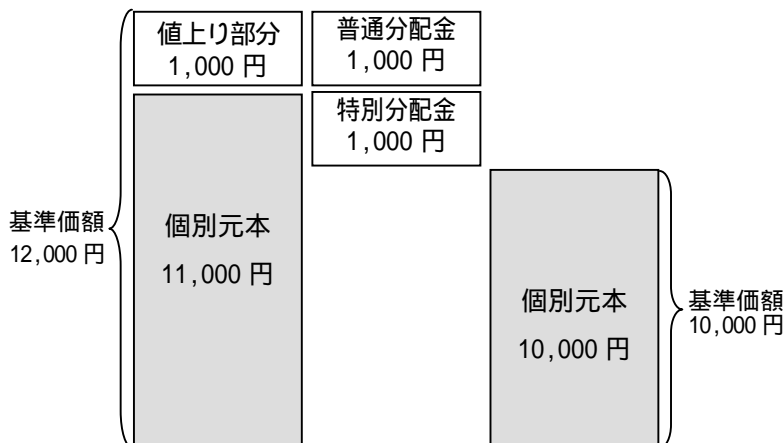 値上り部分
1,000 円
普通分配金
1,000 円
特別分配金
1,000 円
基準価額
12,000 円
個別元本
11,000 円
個別元本
10,000 円
基準価額
10,000 円